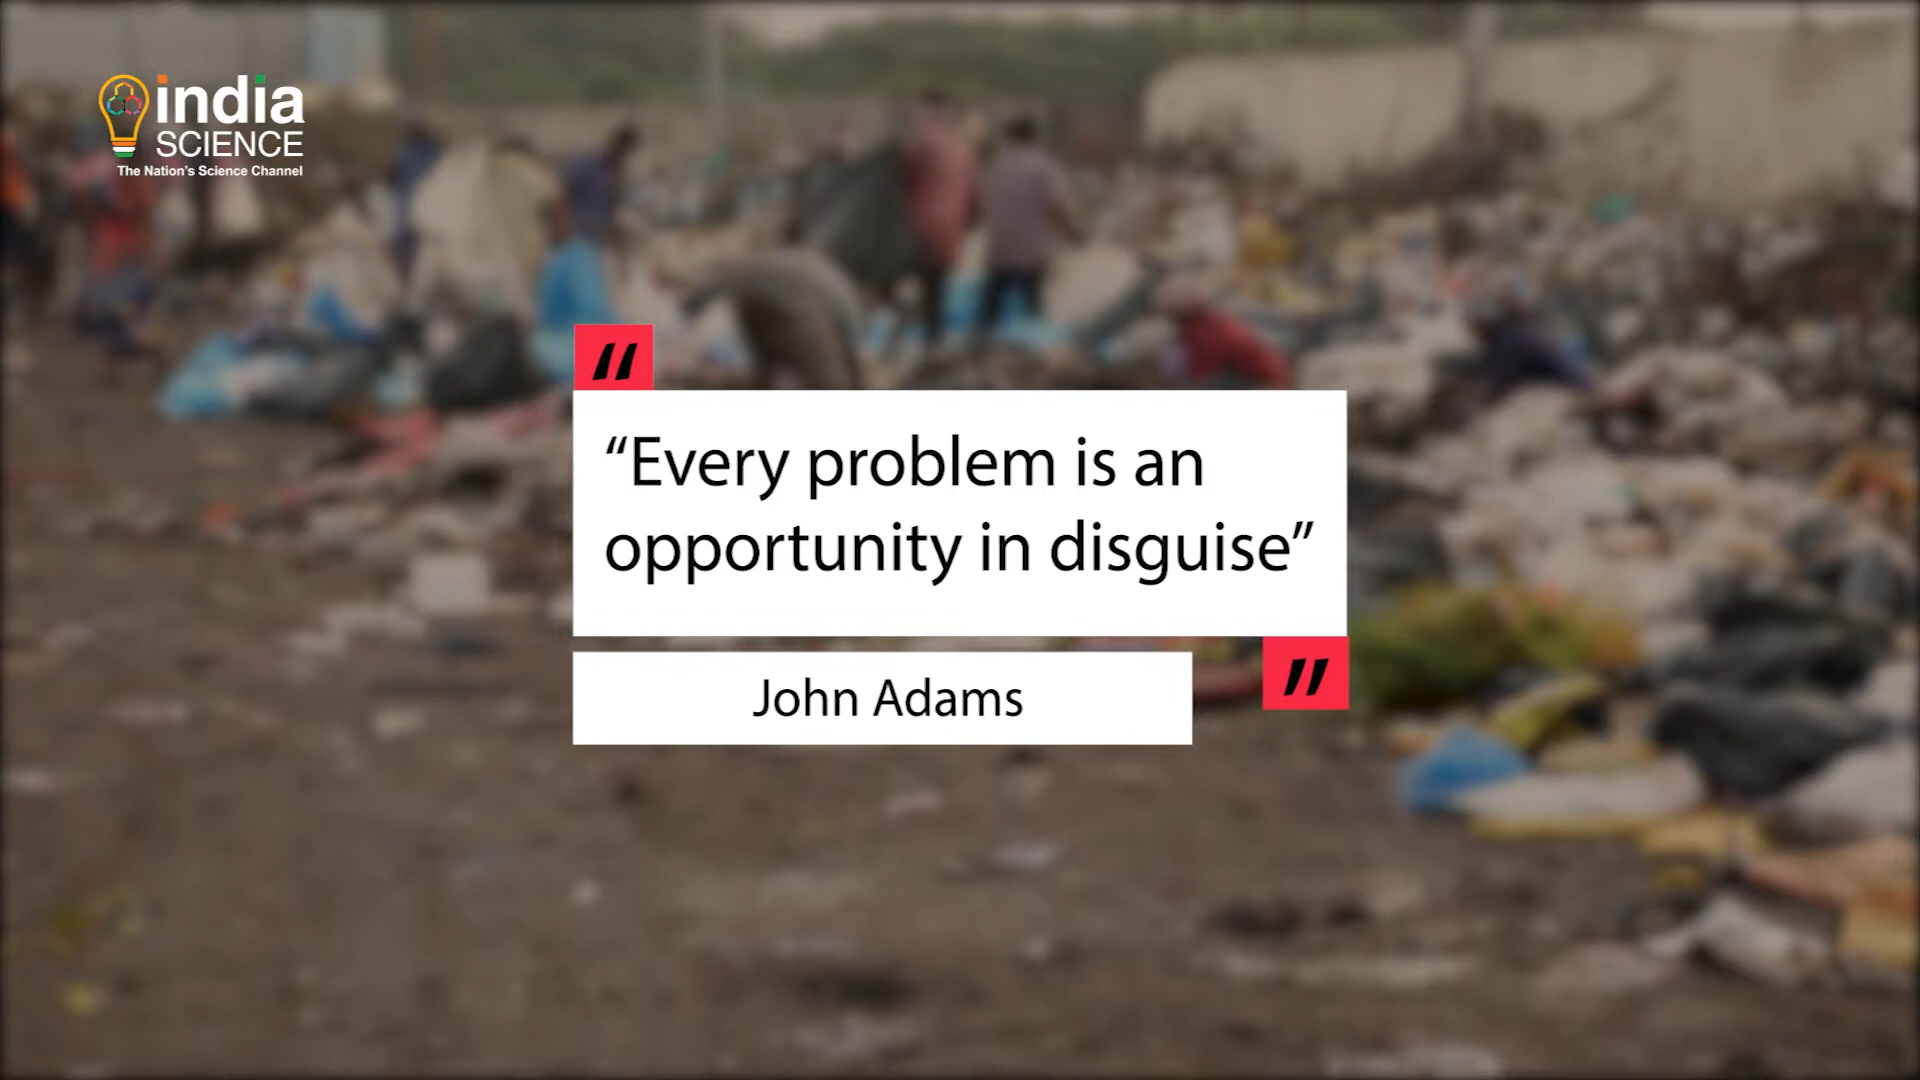 india
SCIENCE
The Nation's Science Channel
“Every problem is an
opportunity in disguise”
John Adams